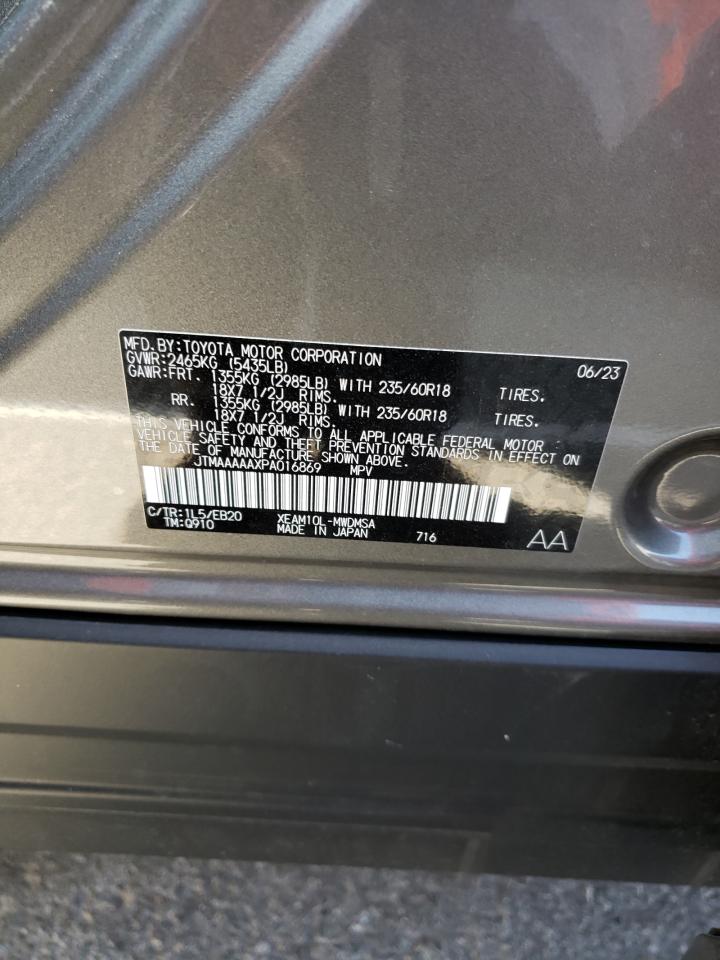 MFD.BY:TOYOTA MOTOR CORPORATION 06/23
GVWR:2465KG (5435LB)
GAWR:FRT. 1355KG (2985LB) WITH 235/60R18 TIRES.
18X7 1/2J RIMS.
RR. 1355KG (2985LB) WITH 235/60R18 TIRES.
18X7 1/2J RIMS.
THIS VEHICLE CONFORMS TO ALL APPLICABLE FEDERAL MOTOR
VEHICLE SAFETY AND THEFT PREVENTION STANDARDS IN EFFECT ON
THE DATE OF MANUFACTURE SHOWN ABOVE.
JTMAAAAAXPA016869 MPV
C/TR:1L5/EB20 XEAM10L-MWDMSA
TM:Q910 MADE IN JAPAN 716 AA